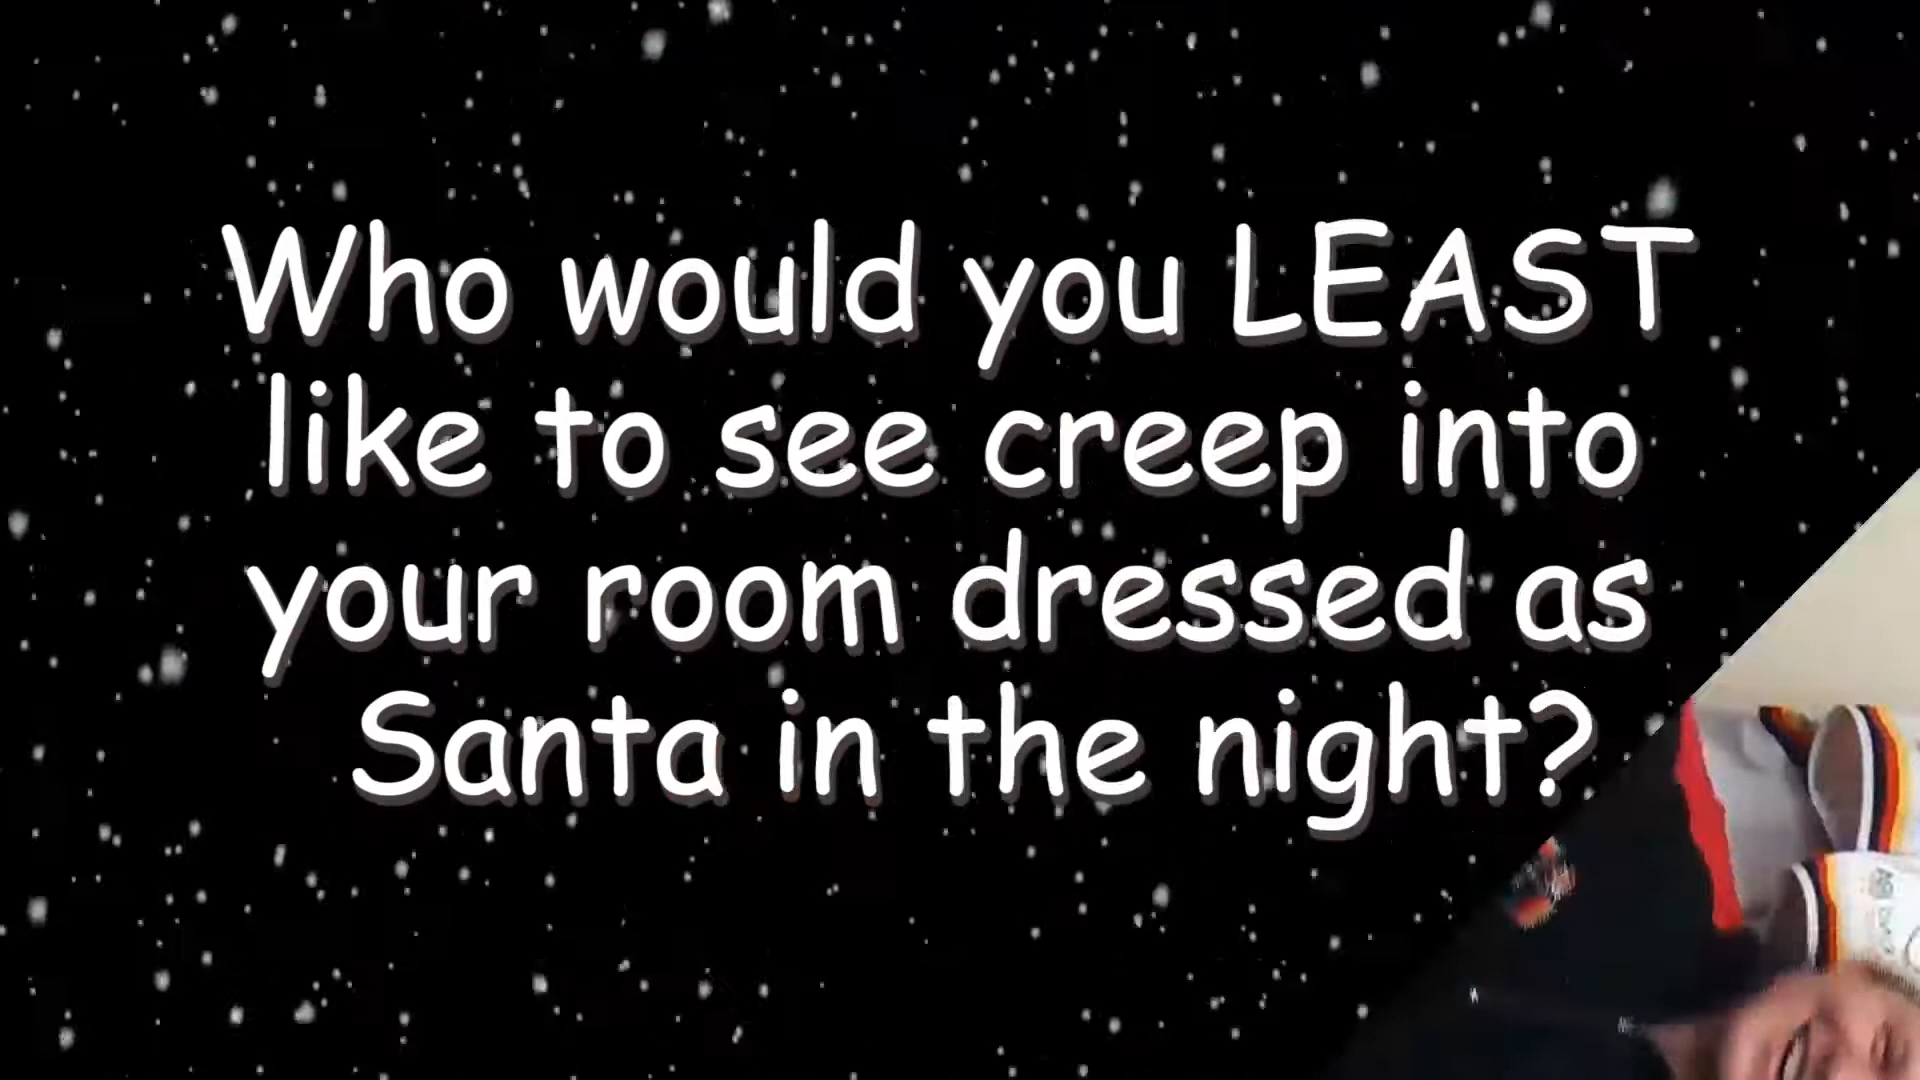 Who would you LEAST
like to see creep into
your room dressed as
Santa in the night?